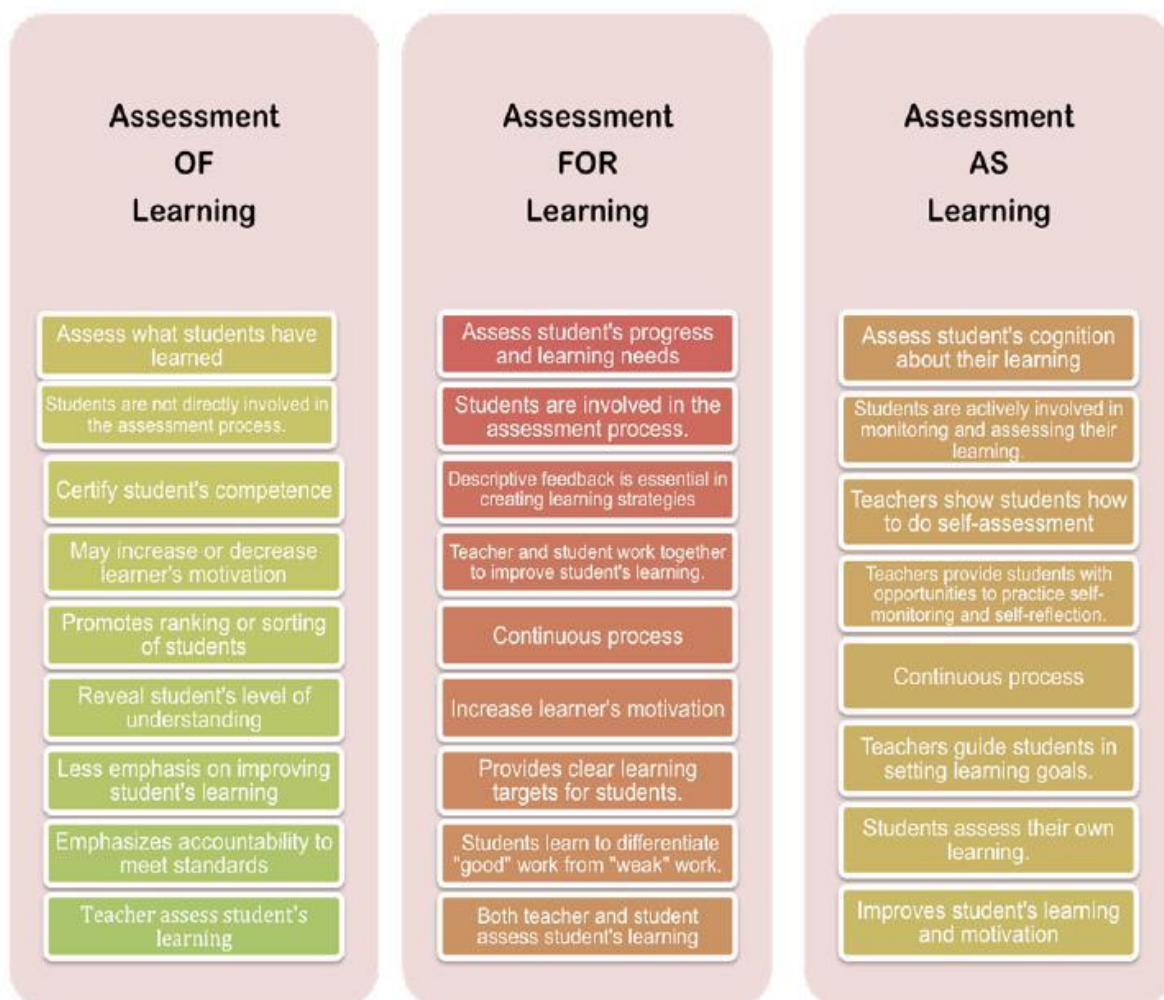 Assessment
OF
Learning
Assess what students have
learned
Students are not directly involved in
the assessment process.
Certify student's competence
May increase or decrease
learner's motivation
Promotes ranking or sorting
of students
Reveal student's level of
understanding
Less emphasis on improving
student's learning
Emphasizes accountability to
meet standards
Teacher assess student's
learning
Assessment
FOR
Learning
Assess student's progress
and learning needs
Students are involved in the
assessment process.
Descriptive feedback is essential in
creating learning strategies
Teacher and student work together
to improve student's learning.
Continuous process
Increase learner's motivation
Provides clear learning
targets for students.
Students learn to differentiate
"good" work from "weak" work.
Both teacher and student
assess student's learning
Assessment
AS
Learning
Assess student's cognition
about their learning
Students are actively involved in
monitoring and assessing their
learning.
Teachers show students how
to do self-assessment
Teachers provide students with
opportunities to practice self-
monitoring and self-reflection.
Continuous process
Teachers guide students in
setting learning goals.
Students assess their own
learning.
Improves student's learning
and motivation